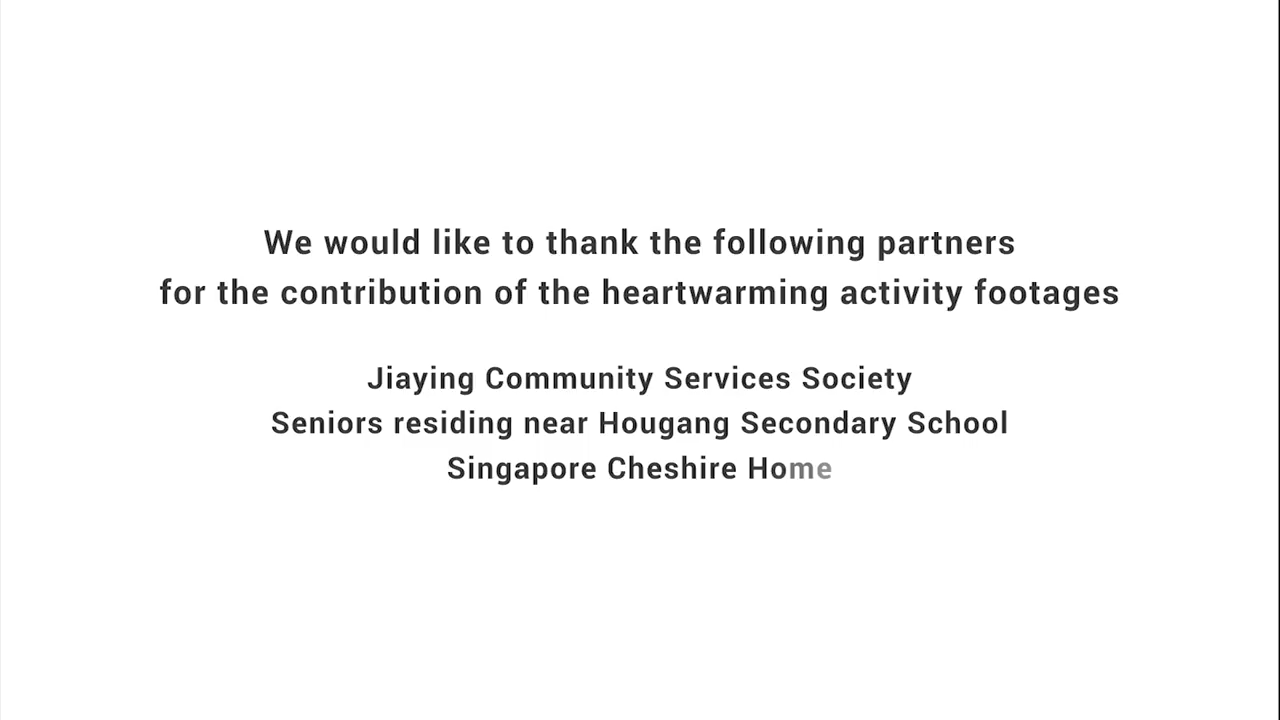 We would like to thank the following partners
for the contribution of the heartwarming activity footages
Jiaying Community Services Society
Seniors residing near Hougang Secondary School
Singapore Cheshire Home